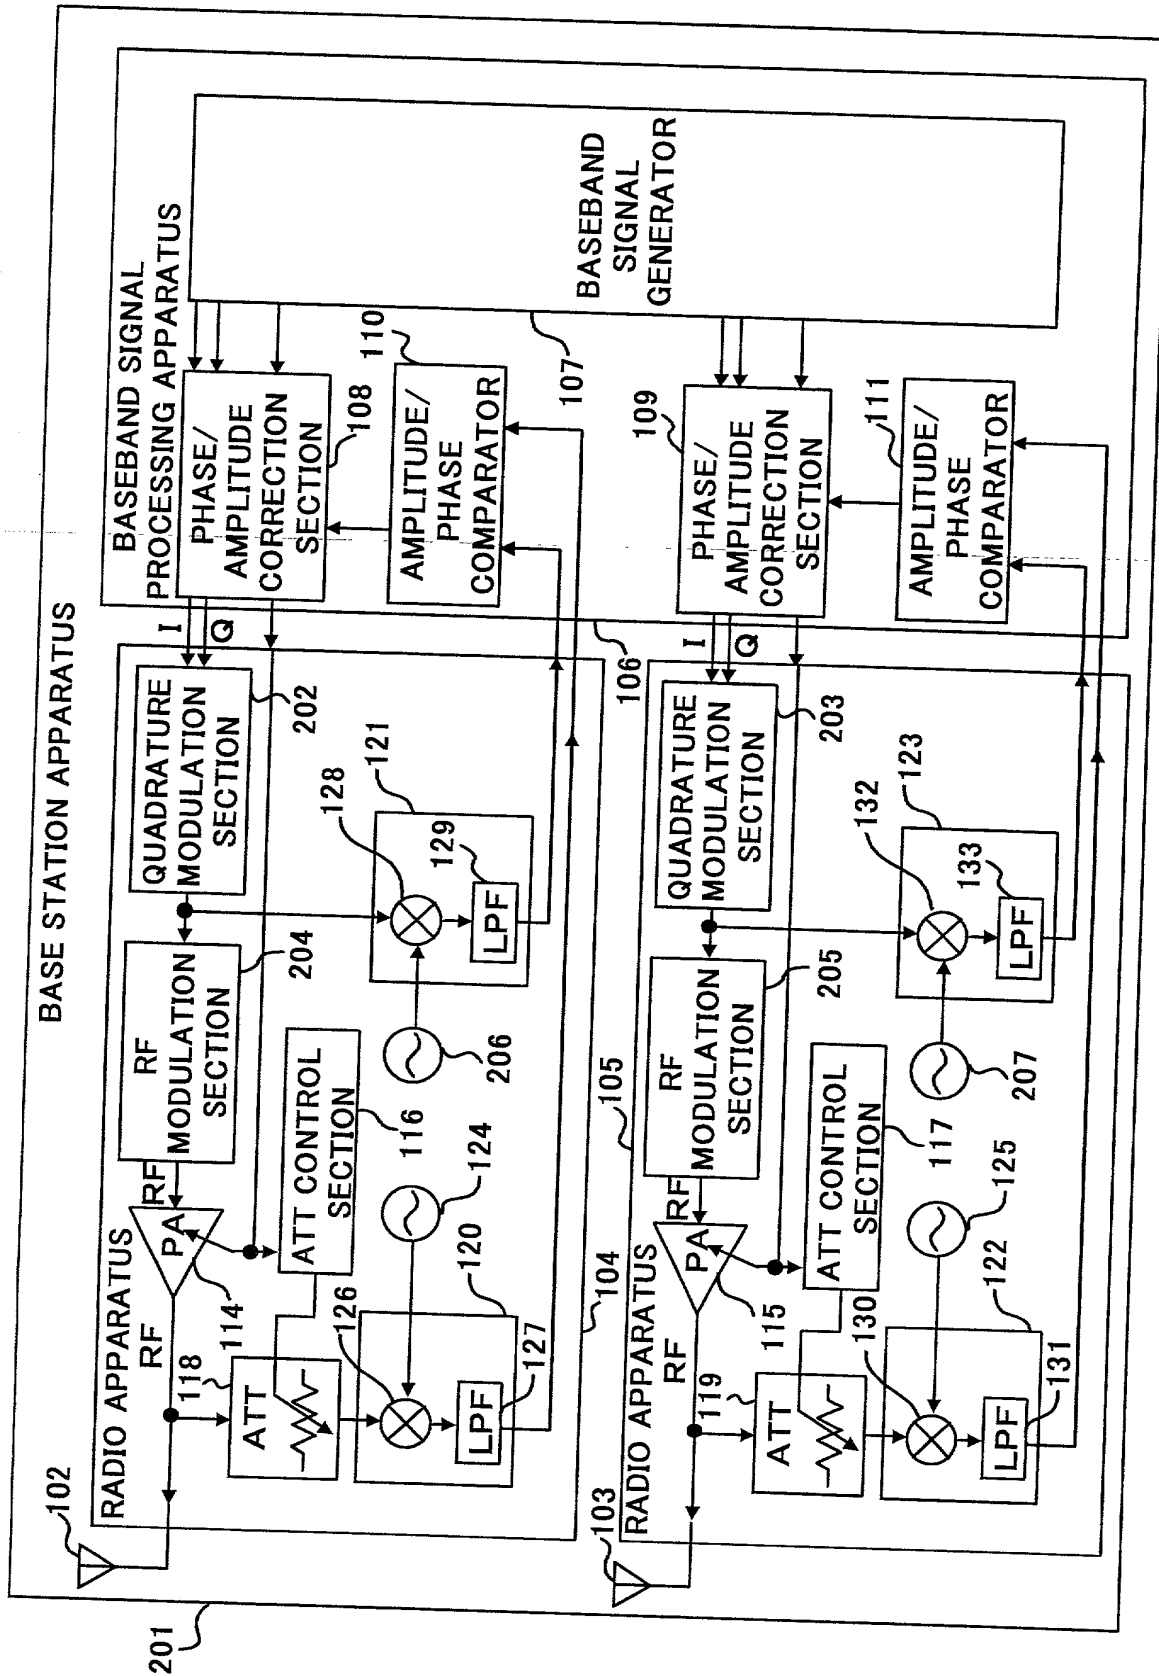 BASE STATION APPARATUS
201
102
RADIO APPARATUS
RF
114
PA
RF
RF
MODULATION
SECTION
204
QUADRATURE
MODULATION
SECTION
202
I
Q
BASEBAND SIGNAL
PROCESSING APPARATUS
PHASE/
AMPLITUDE
CORRECTION
SECTION
108
118
ATT
ATT CONTROL
SECTION
116
206
128
121
129
LPF
AMPLITUDE/
PHASE
COMPARATOR
110
126
120
124
LPF
127
104
106
107
BASEBAND
SIGNAL
GENERATOR
103
RADIO APPARATUS
RF
115
PA
RF
105
RF
MODULATION
SECTION
205
QUADRATURE
MODULATION
SECTION
203
I
Q
PHASE/
AMPLITUDE
CORRECTION
SECTION
109
119
ATT
ATT CONTROL
SECTION
117
207
132
123
133
LPF
AMPLITUDE/
PHASE
COMPARATOR
111
130
122
125
LPF
131